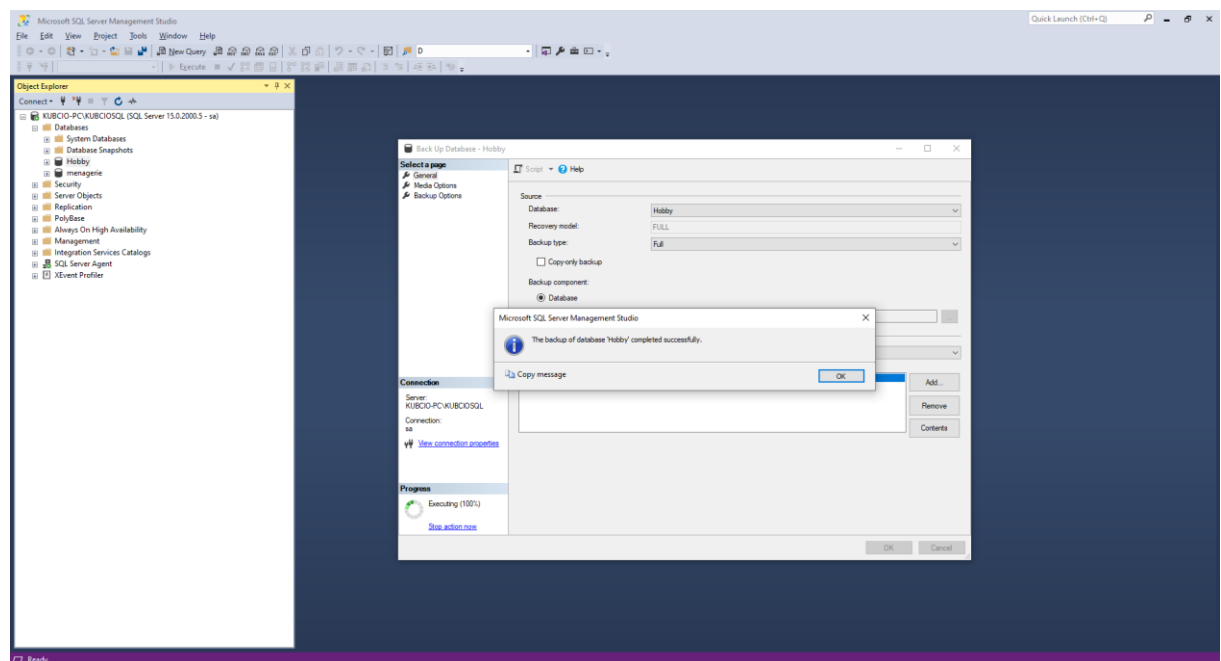 Microsoft SQL Server Management Studio
Quick Launch (Ctrl+Q)
File Edit View Project Tools Window Help
New Query
D
Execute
Object Explorer
Connect
KUBCIO-PC\KUBCIOSQL (SQL Server 15.0.2000.5 - sa)
Databases
System Databases
Database Snapshots
Hobby
menagerie
Security
Server Objects
Replication
PolyBase
Always On High Availability
Management
Integration Services Catalogs
SQL Server Agent
XEvent Profiler
Back Up Database - Hobby
Select a page
General
Media Options
Backup Options
Script Help
Source
Database: Hobby
Recovery model: FULL
Backup type: Full
Copy-only backup
Backup component:
Database
...
Microsoft SQL Server Management Studio
The backup of database 'Hobby' completed successfully.
Copy message
OK
Add...
Remove
Contents
Connection
Server:
KUBCIO-PC\KUBCIOSQL
Connection:
sa
View connection properties
Progress
Executing (100%)
Stop action now
OK Cancel
Ready